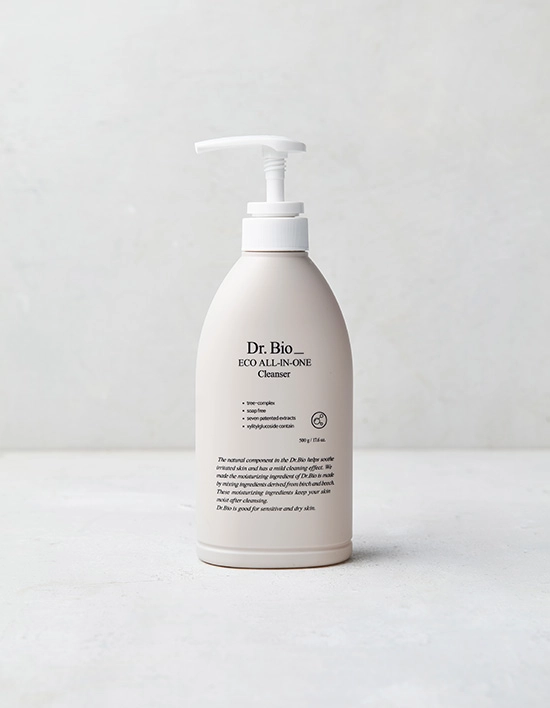 Dr. Bio_
ECO ALL-IN-ONE
Cleanser
• tree-complex
• soap free
• seven patented extracts
• xylitylglucoside contain
500 g / 17.6 oz.
The natural component in the Dr.Bio helps soothe
irritated skin and has a mild cleaning effect. We
made the moisturizing ingredient of Dr.Bio is made
by mixing ingredients derived from birch and beech.
These moisturizing ingredients keep your skin
moist after cleansing.
Dr.Bio is good for sensitive and dry skin.